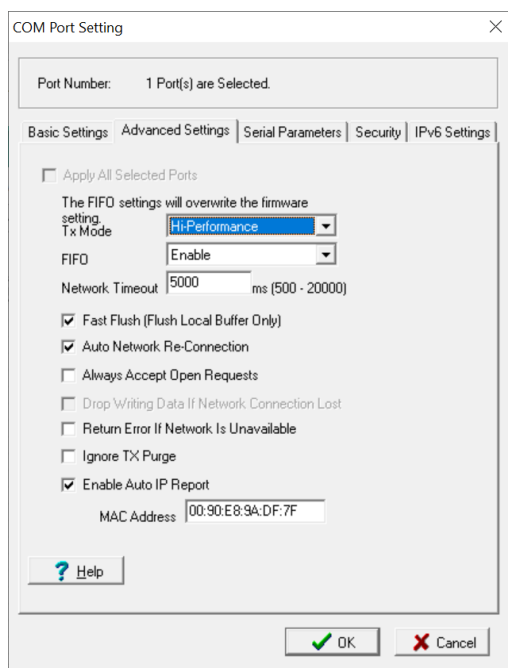 COM Port Setting
Port Number: 1 Port(s) are Selected.
Basic Settings Advanced Settings Serial Parameters Security IPv6 Settings
Apply All Selected Ports
The FIFO settings will overwrite the firmware
setting.
Tx Mode Hi-Performance
FIFO Enable
Network Timeout 5000 ms (500 - 20000)
Fast Flush (Flush Local Buffer Only)
Auto Network Re-Connection
Always Accept Open Requests
Drop Writing Data If Network Connection Lost
Return Error If Network Is Unavailable
Ignore TX Purge
Enable Auto IP Report
MAC Address 00:90:E8:9A:DF:7F
? Help
OK Cancel